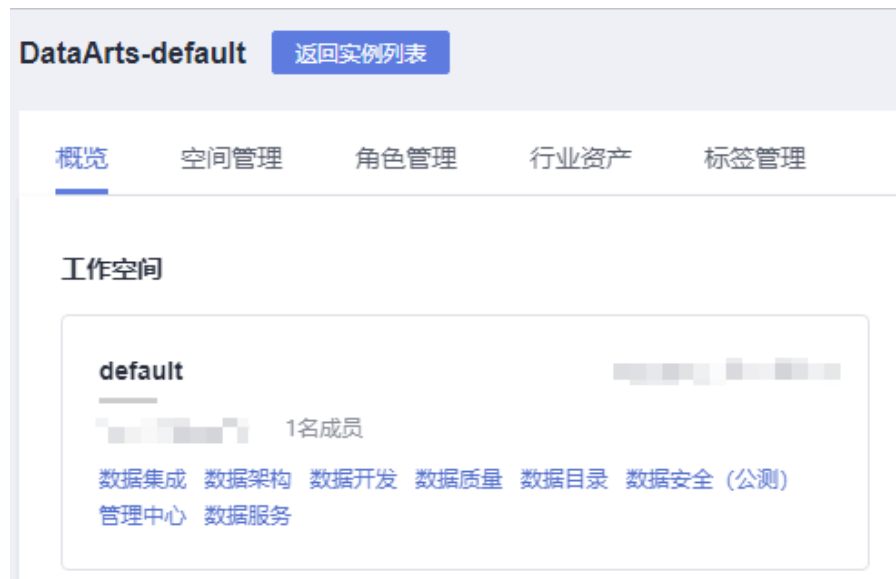 DataArts-default 返回实例列表
概览 空间管理 角色管理 行业资产 标签管理
工作空间
default
1名成员
数据集成 数据架构 数据开发 数据质量 数据目录 数据安全（公测）
管理中心 数据服务